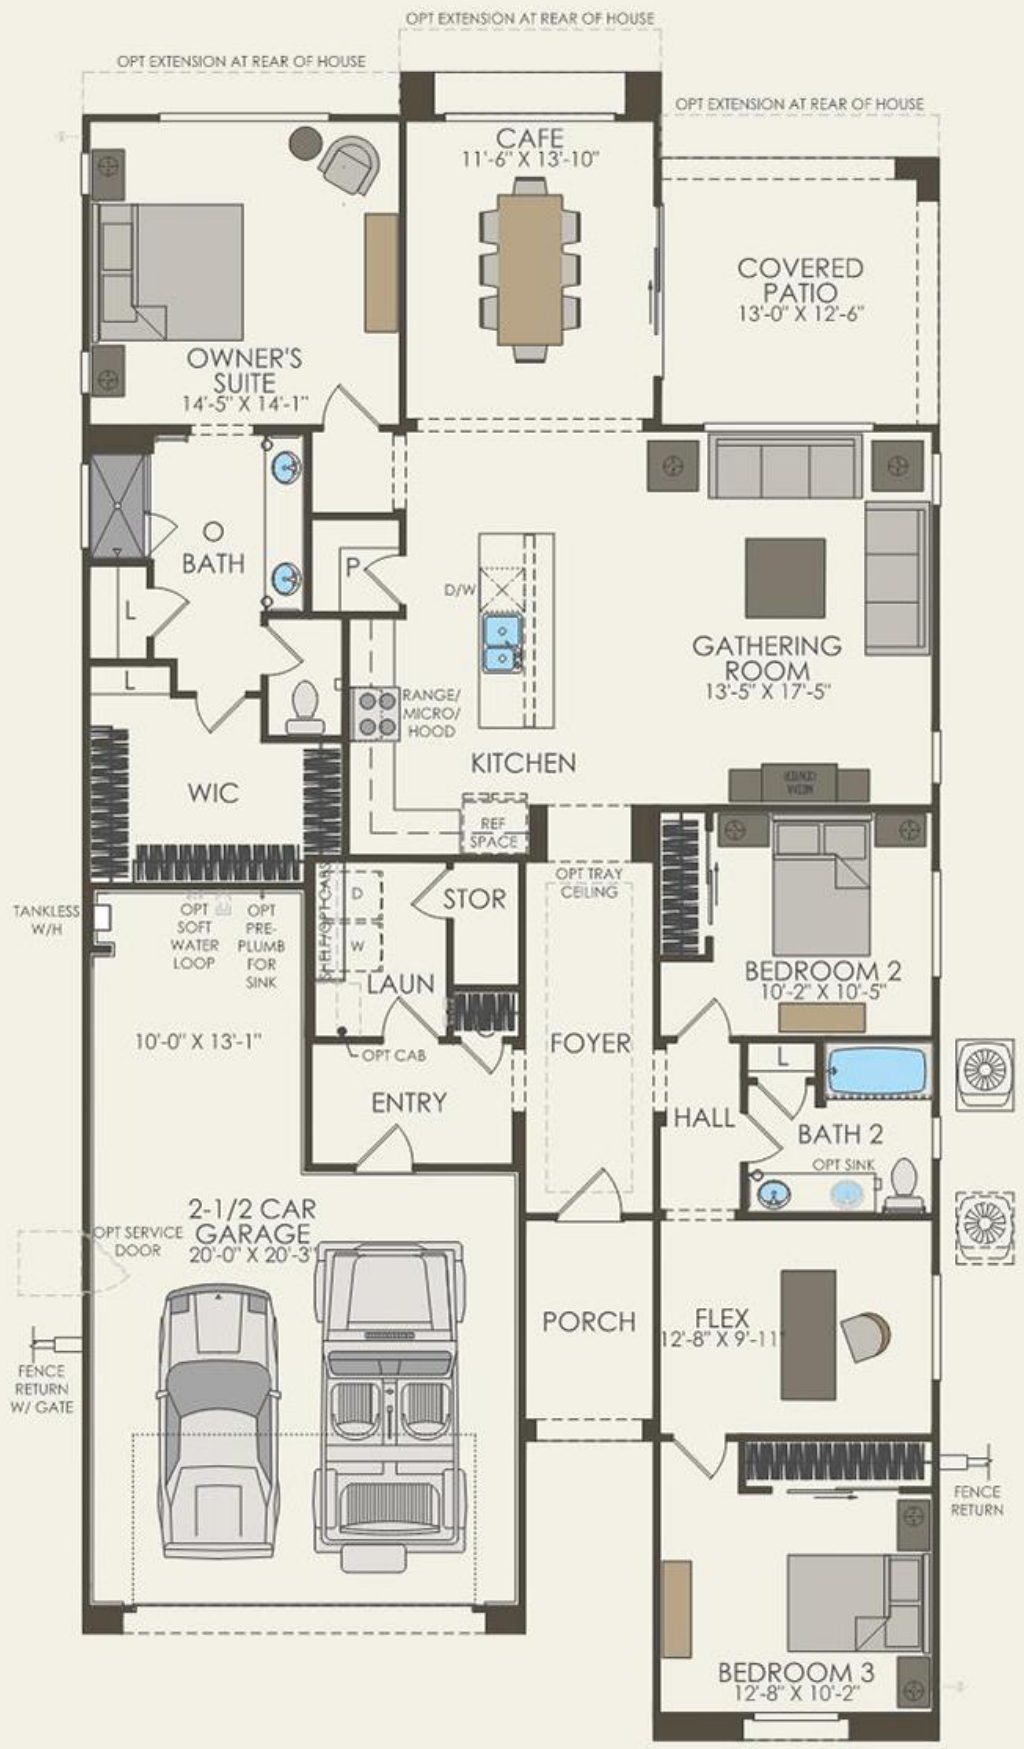 OPT EXTENSION AT REAR OF HOUSE
OPT EXTENSION AT REAR OF HOUSE
OPT EXTENSION AT REAR OF HOUSE
CAFE
11'-6" X 13'-10"
COVERED
PATIO
13'-0" X 12'-6"
OWNER'S
SUITE
14'-5" X 14'-1"
BATH
P
D/W
L
L
GATHERING
ROOM
13'-5" X 17'-5"
RANGE/
MICRO/
HOOD
KITCHEN
WIC
MEDIA
CENTER
REF
SPACE
OPT TRAY
CEILING
SHELF/OPT CABS
D
W
STOR
LAUN
TANKLESS
W/H
OPT
SOFT
WATER
LOOP
OPT
PRE-
PLUMB
FOR
SINK
BEDROOM 2
10'-2" X 10'-5"
10'-0" X 13'-1"
OPT CAB
FOYER
ENTRY
L
HALL
BATH 2
OPT SINK
2-1/2 CAR
GARAGE
20'-0" X 20'-3"
OPT SERVICE
DOOR
PORCH
FLEX
12'-8" X 9'-11"
FENCE
RETURN
W/ GATE
FENCE
RETURN
BEDROOM 3
12'-8" X 10'-2"